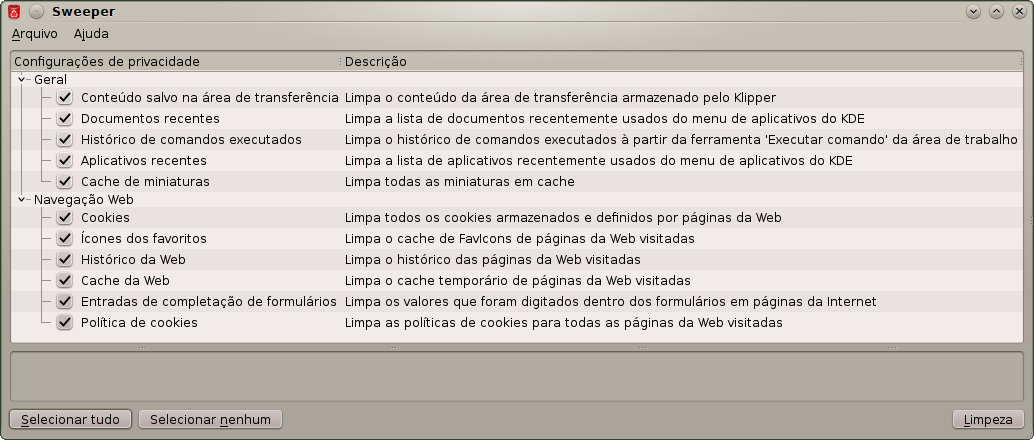 Sweeper
Arquivo Ajuda
Configurações de privacidade Descrição
Geral
Conteúdo salvo na área de transferência Limpa o conteúdo da área de transferência armazenado pelo Klipper
Documentos recentes Limpa a lista de documentos recentemente usados do menu de aplicativos do KDE
Histórico de comandos executados Limpa o histórico de comandos executados à partir da ferramenta 'Executar comando' da área de trabalho
Aplicativos recentes Limpa a lista de aplicativos recentemente usados do menu de aplicativos do KDE
Cache de miniaturas Limpa todas as miniaturas em cache
Navegação Web
Cookies Limpa todos os cookies armazenados e definidos por páginas da Web
Ícones dos favoritos Limpa o cache de FavIcons de páginas da Web visitadas
Histórico da Web Limpa o histórico das páginas da Web visitadas
Cache da Web Limpa o cache temporário de páginas da Web visitadas
Entradas de completação de formulários Limpa os valores que foram digitados dentro dos formulários em páginas da Internet
Política de cookies Limpa as políticas de cookies para todas as páginas da Web visitadas
Selecionar tudo Selecionar nenhum Limpeza